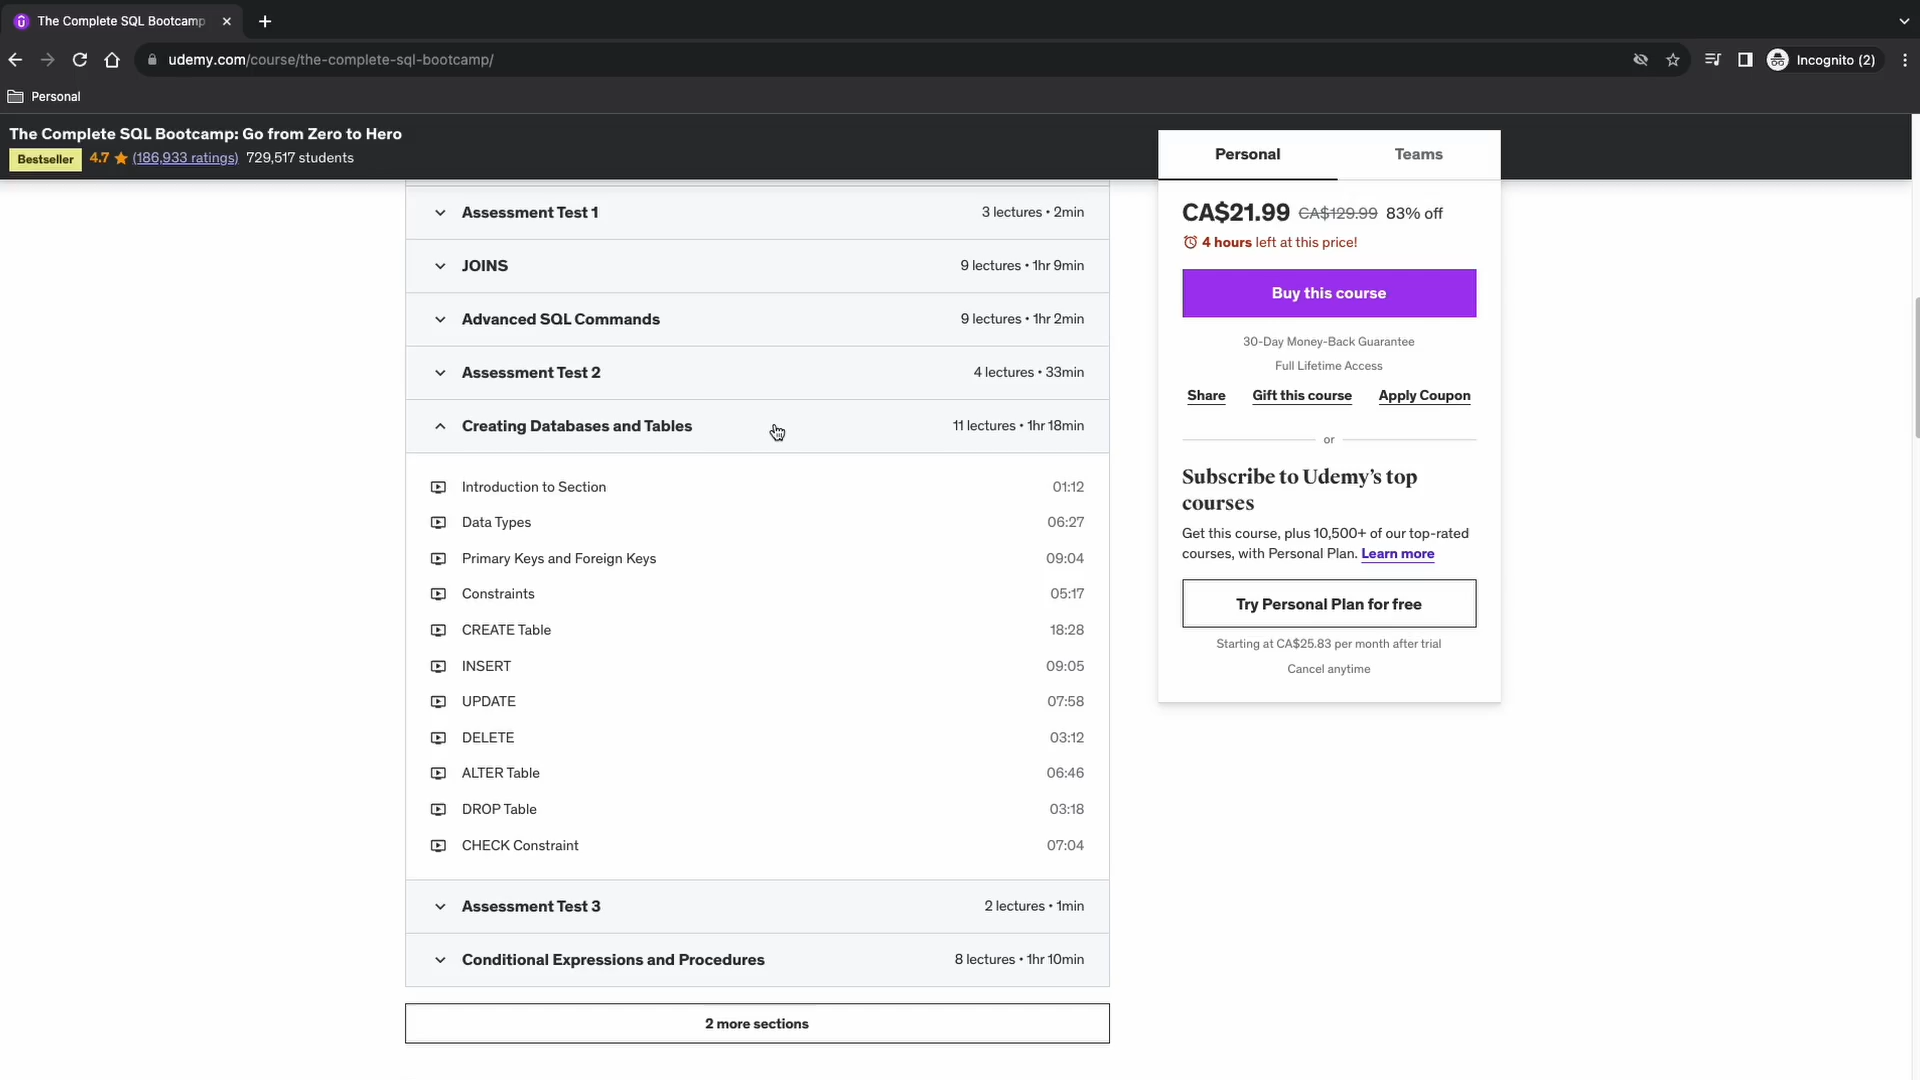 The Complete SQL Bootcamp
udemy.com/course/the-complete-sql-bootcamp/
Incognito (2)
Personal
The Complete SQL Bootcamp: Go from Zero to Hero
Bestseller 4.7 (186,933 ratings) 729,517 students
Personal Teams
Assessment Test 1 3 lectures • 2min
JOINS 9 lectures • 1hr 9min
Advanced SQL Commands 9 lectures • 1hr 2min
Assessment Test 2 4 lectures • 33min
Creating Databases and Tables 11 lectures • 1hr 18min
Introduction to Section 01:12
Data Types 06:27
Primary Keys and Foreign Keys 09:04
Constraints 05:17
CREATE Table 18:28
INSERT 09:05
UPDATE 07:58
DELETE 03:12
ALTER Table 06:46
DROP Table 03:18
CHECK Constraint 07:04
Assessment Test 3 2 lectures • 1min
Conditional Expressions and Procedures 8 lectures • 1hr 10min
2 more sections
CA$21.99 CA$129.99 83% off
4 hours left at this price!
Buy this course
30-Day Money-Back Guarantee
Full Lifetime Access
Share Gift this course Apply Coupon
or
Subscribe to Udemy’s top
courses
Get this course, plus 10,500+ of our top-rated
courses, with Personal Plan. Learn more
Try Personal Plan for free
Starting at CA$25.83 per month after trial
Cancel anytime